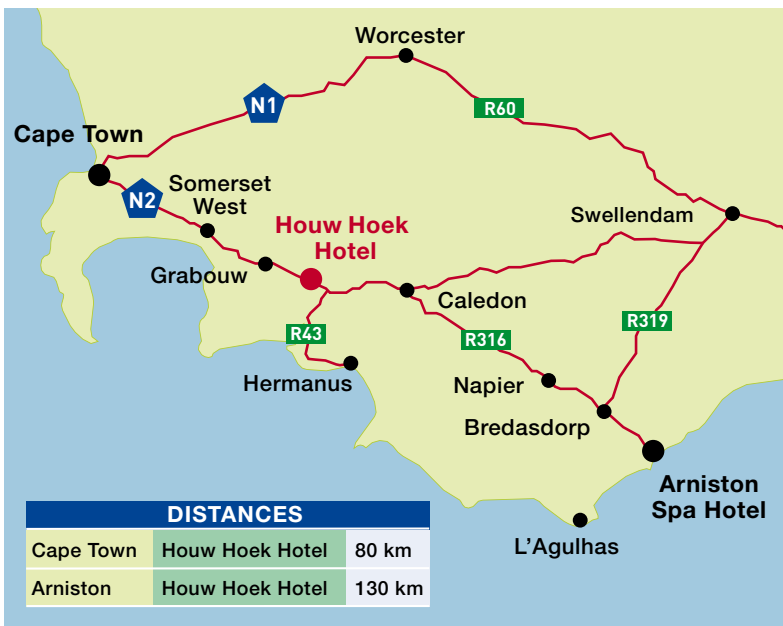 Worcester
N1
R60
Cape Town
N2
Somerset
West
Swellendam
Houw Hoek
Hotel
Grabouw
Caledon
R43
R316
R319
Hermanus
Napier
Bredasdorp
Arniston
Spa Hotel
L'Agulhas
DISTANCES
Cape Town Houw Hoek Hotel 80 km
Arniston Houw Hoek Hotel 130 km